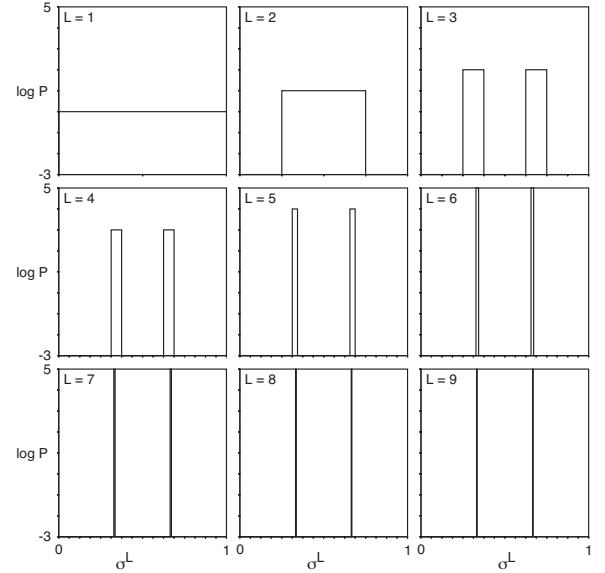 5
L = 1
L = 2
L = 3
log P
-3
5
L = 4
L = 5
L = 6
log P
-3
5
L = 7
L = 8
L = 9
log P
-3
0 1 0 1 0 1
σL σL σL